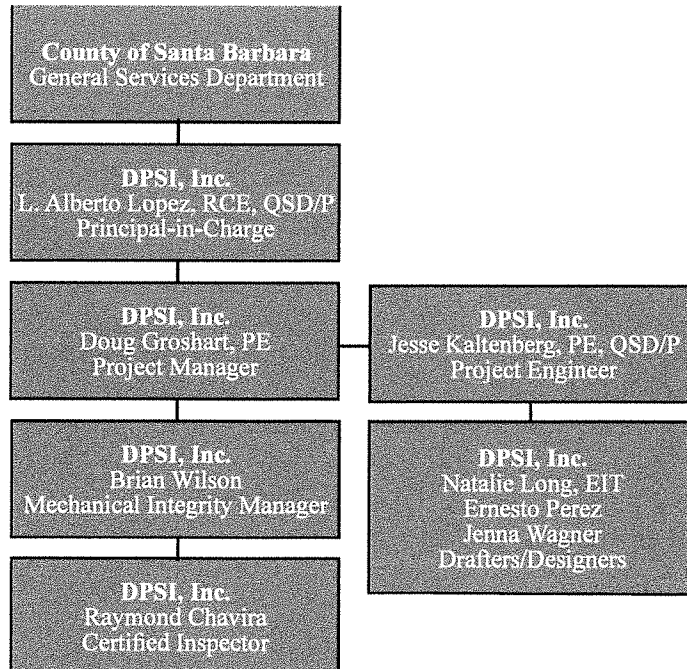 County of Santa Barbara
General Services Department
DPSI, Inc.
L. Alberto Lopez, RCE, QSD/P
Principal-in-Charge
DPSI, Inc.
Doug Groshart, PE
Project Manager
DPSI, Inc.
Jesse Kaltenberg, PE, QSD/P
Project Engineer
DPSI, Inc.
Brian Wilson
Mechanical Integrity Manager
DPSI, Inc.
Natalie Long, EIT
Ernesto Perez
Jenna Wagner
Drafters/Designers
DPSI, Inc.
Raymond Chavira
Certified Inspector